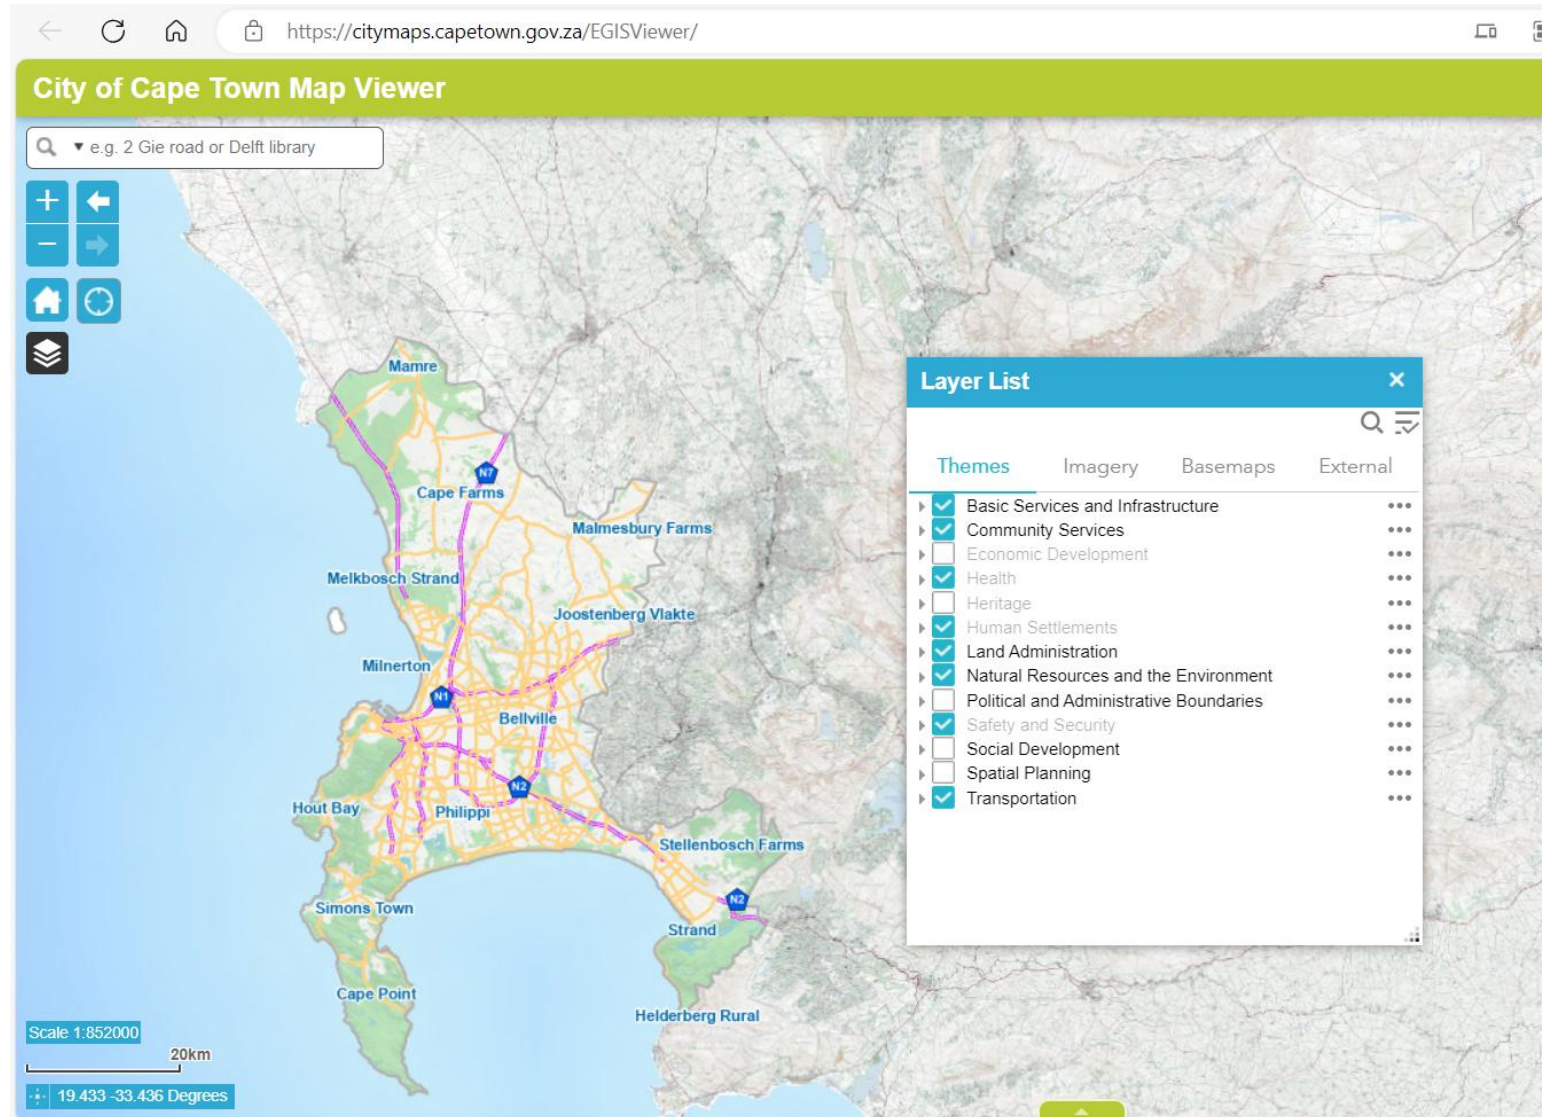 https://citymaps.capetown.gov.za/EGISViewer/
City of Cape Town Map Viewer
e.g. 2 Gie road or Delft library
Mamre
N7
Cape Farms
Malmesbury Farms
Melkbosch Strand
Joostenberg Vlakte
Milnerton
N1
Bellville
N2
Hout Bay
Philippi
Stellenbosch Farms
N2
Simons Town
Strand
Cape Point
Helderberg Rural
Scale 1:852000
20km
19.433 -33.436 Degrees
Layer List
Themes Imagery Basemaps External
Basic Services and Infrastructure
Community Services
Economic Development
Health
Heritage
Human Settlements
Land Administration
Natural Resources and the Environment
Political and Administrative Boundaries
Safety and Security
Social Development
Spatial Planning
Transportation